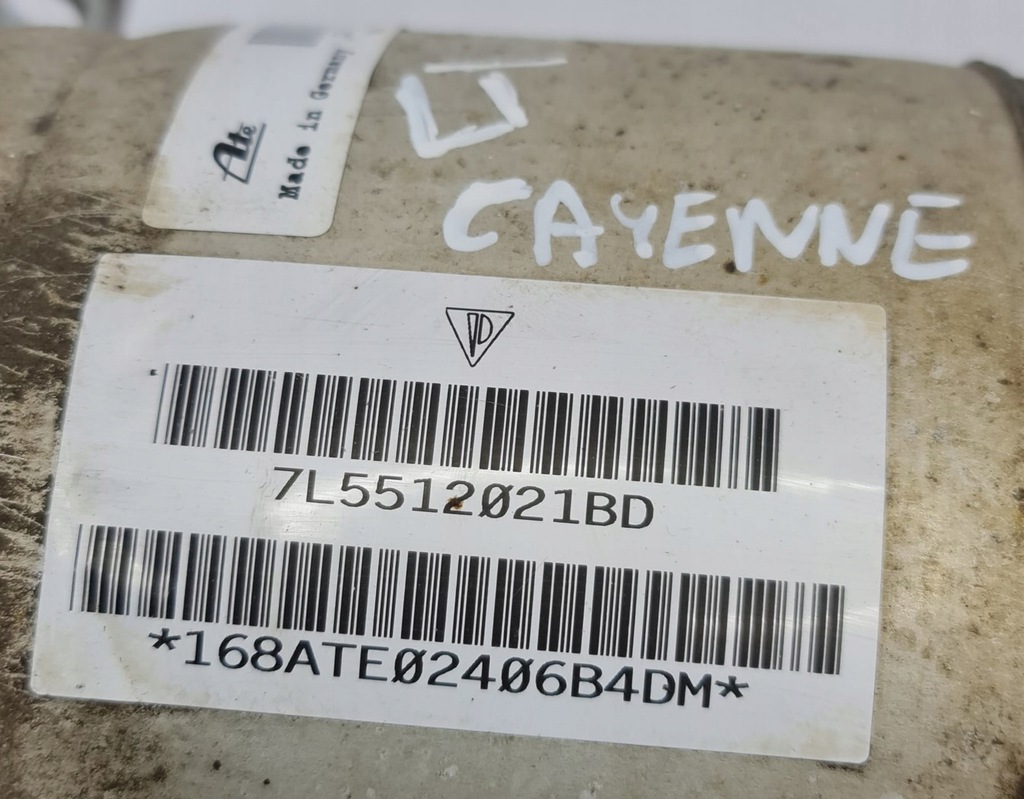 Ate
Made in Germany
LT
CAYENNE
7L5512021BD
*168ATE02406B4DM*